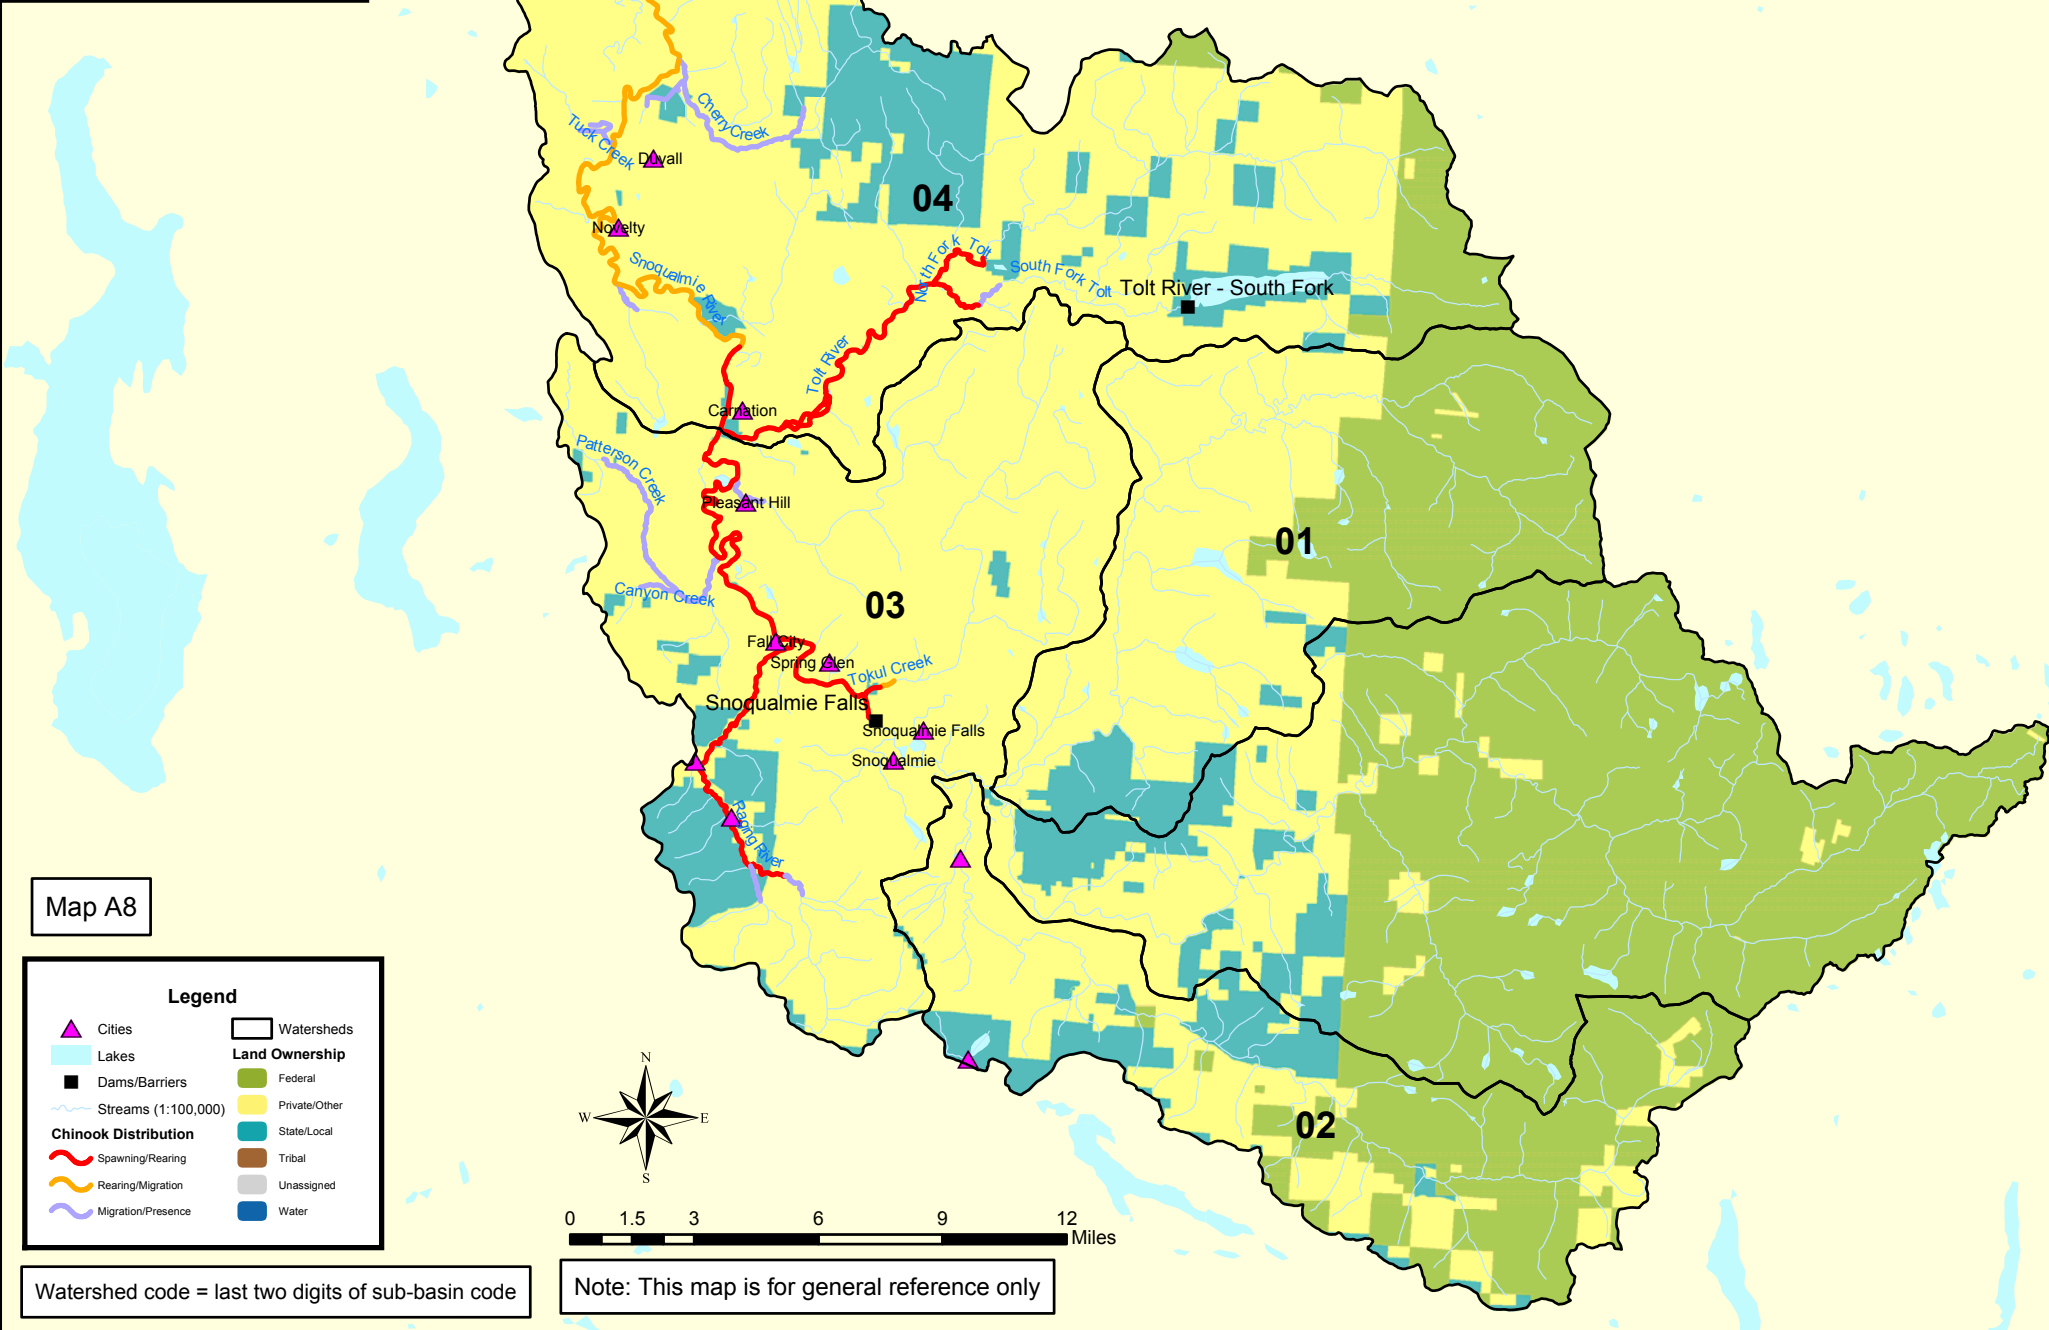 Cherry Creek
Tuck Creek
Duvall
04
Novelty
North Fork Tolt
Snoqualmie River
South Fork Tolt
Tolt River - South Fork
Tolt River
Carnation
Patterson Creek
Pleasant Hill
01
Canyon Creek
03
Fall City
Spring Glen
Tokul Creek
Snoqualmie Falls
Snoqualmie Falls
Snoqualmie
Raging River
02
Map A8
Legend
Cities
Lakes
Dams/Barriers
Streams (1:100,000)
Chinook Distribution
Spawning/Rearing
Rearing/Migration
Migration/Presence
Watersheds
Land Ownership
Federal
Private/Other
State/Local
Tribal
Unassigned
Water
N
W E
S
0 1.5 3 6 9 12
Miles
Watershed code = last two digits of sub-basin code
Note: This map is for general reference only